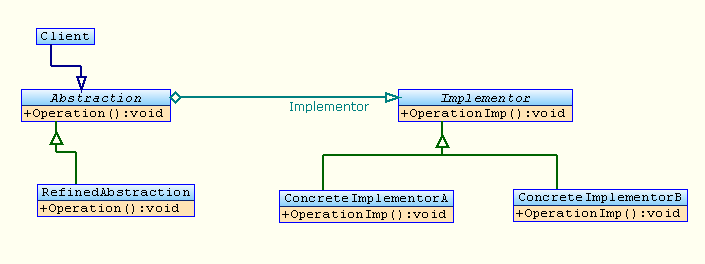 Client
Abstraction
+Operation():void
Implementor
Implementor
+OperationImp():void
RefinedAbstraction
+Operation():void
ConcreteImplementorA
+OperationImp():void
ConcreteImplementorB
+OperationImp():void